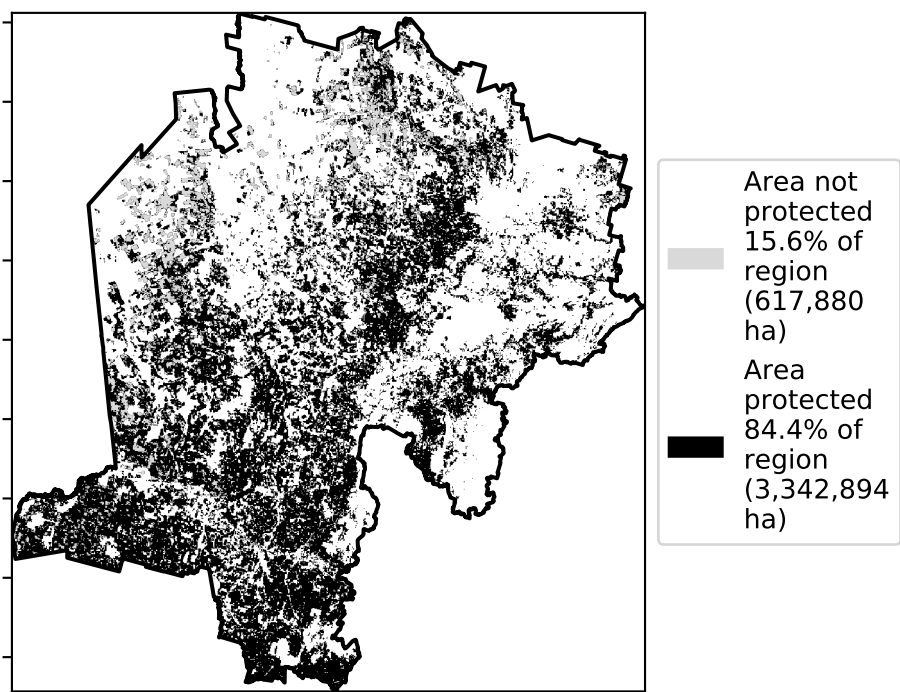 Area not
protected
15.6% of
region
(617,880
ha)
Area
protected
84.4% of
region
(3,342,894
ha)